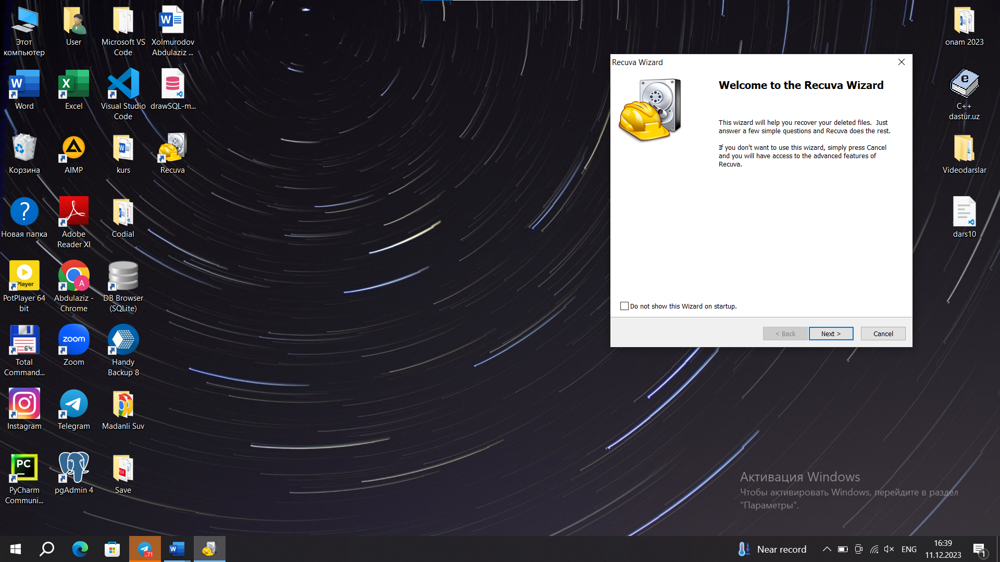 Этот
компьютер
User
Microsoft VS
Code
Xolmurodov
Abdulaziz ...
Word
Excel
Visual Studio
Code
drawSQL-m...
Корзина
AIMP
kurs
Recuva
Новая папка
Adobe
Reader XI
Codial
Player
PotPlayer 64
bit
A
Abdulaziz -
Chrome
DB Browser
(SQLite)
64
Total
Command...
zoom
Zoom
Handy
Backup 8
Instagram
Telegram
Madanli Suv
PC
PyCharm
Communi...
pgAdmin 4
PDF
Save
onam 2023
C++
dastur.uz
Videodarslar
dars10
Recuva Wizard
Welcome to the Recuva Wizard
This wizard will help you recover your deleted files. Just
answer a few simple questions and Recuva does the rest.
If you don't want to use this wizard, simply press Cancel
and you will have access to the advanced features of
Recuva.
Do not show this Wizard on startup.
< Back
Next >
Cancel
Активация Windows
Чтобы активировать Windows, перейдите в раздел
"Параметры".
..71
Near record
ENG
16:39
11.12.2023
1